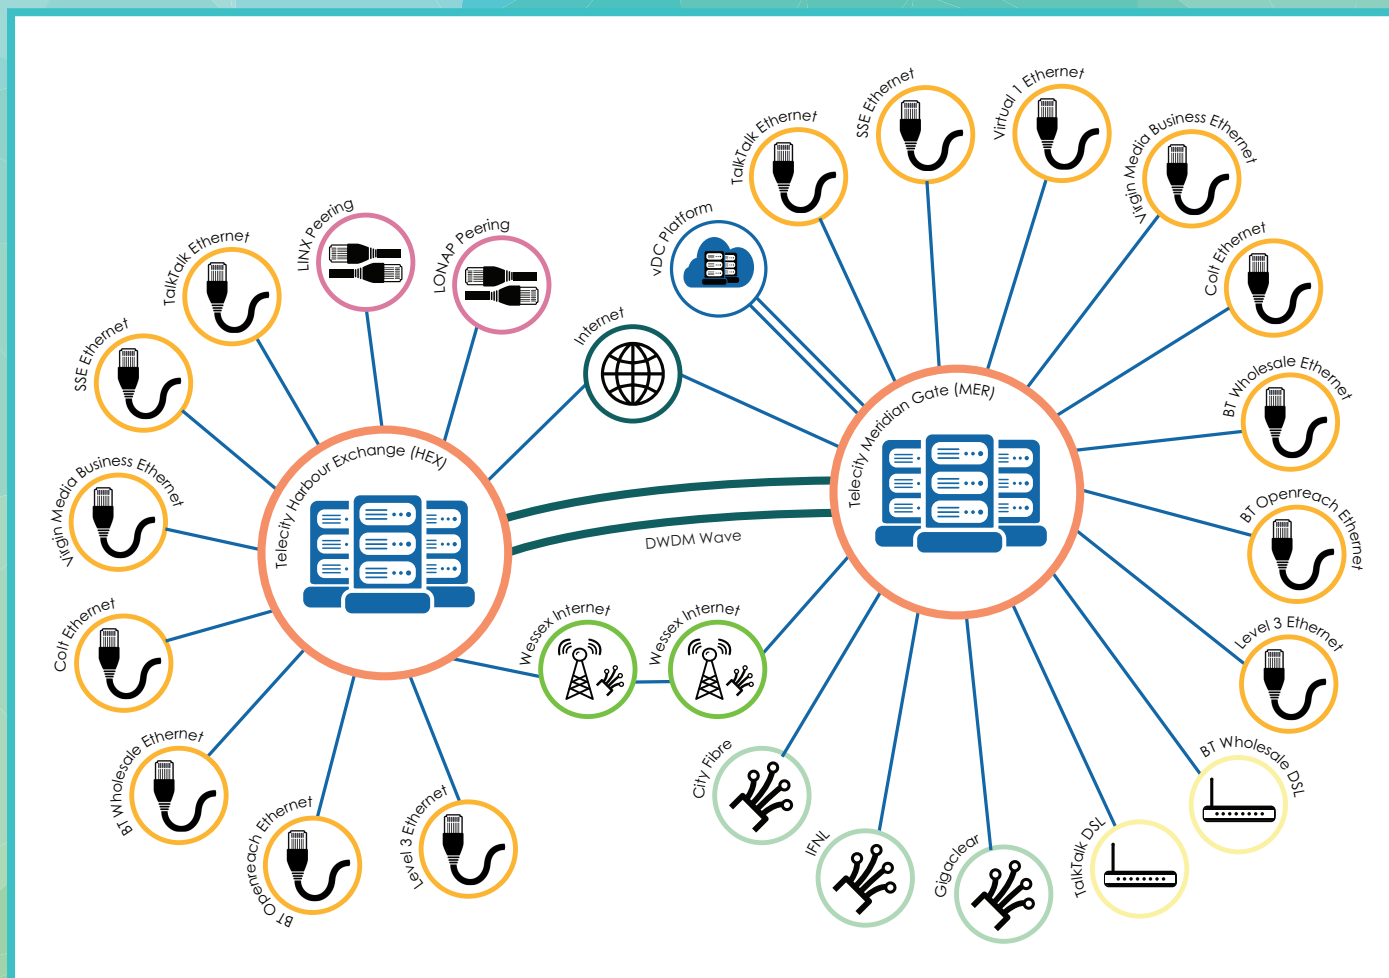 SSE Ethernet
Virtual 1 Ethernet
TalkTalk Ethernet
Virgin Media Business Ethernet
vDC Platform
LINX Peering
LONAP Peering
TalkTalk Ethernet
Colt Ethernet
Internet
SSE Ethernet
BT Wholesale Ethernet
Telecity Harbour Exchange (HEX)
Telecity Meridian Gate (MER)
Virgin Media Business Ethernet
BT Openreach Ethernet
DWDM Wave
Colt Ethernet
Wessex Internet
Wessex Internet
Level 3 Ethernet
BT Wholesale Ethernet
City Fibre
BT Wholesale DSL
BT Openreach Ethernet
Level 3 Ethernet
IFNL
Gigaclear
TalkTalk DSL